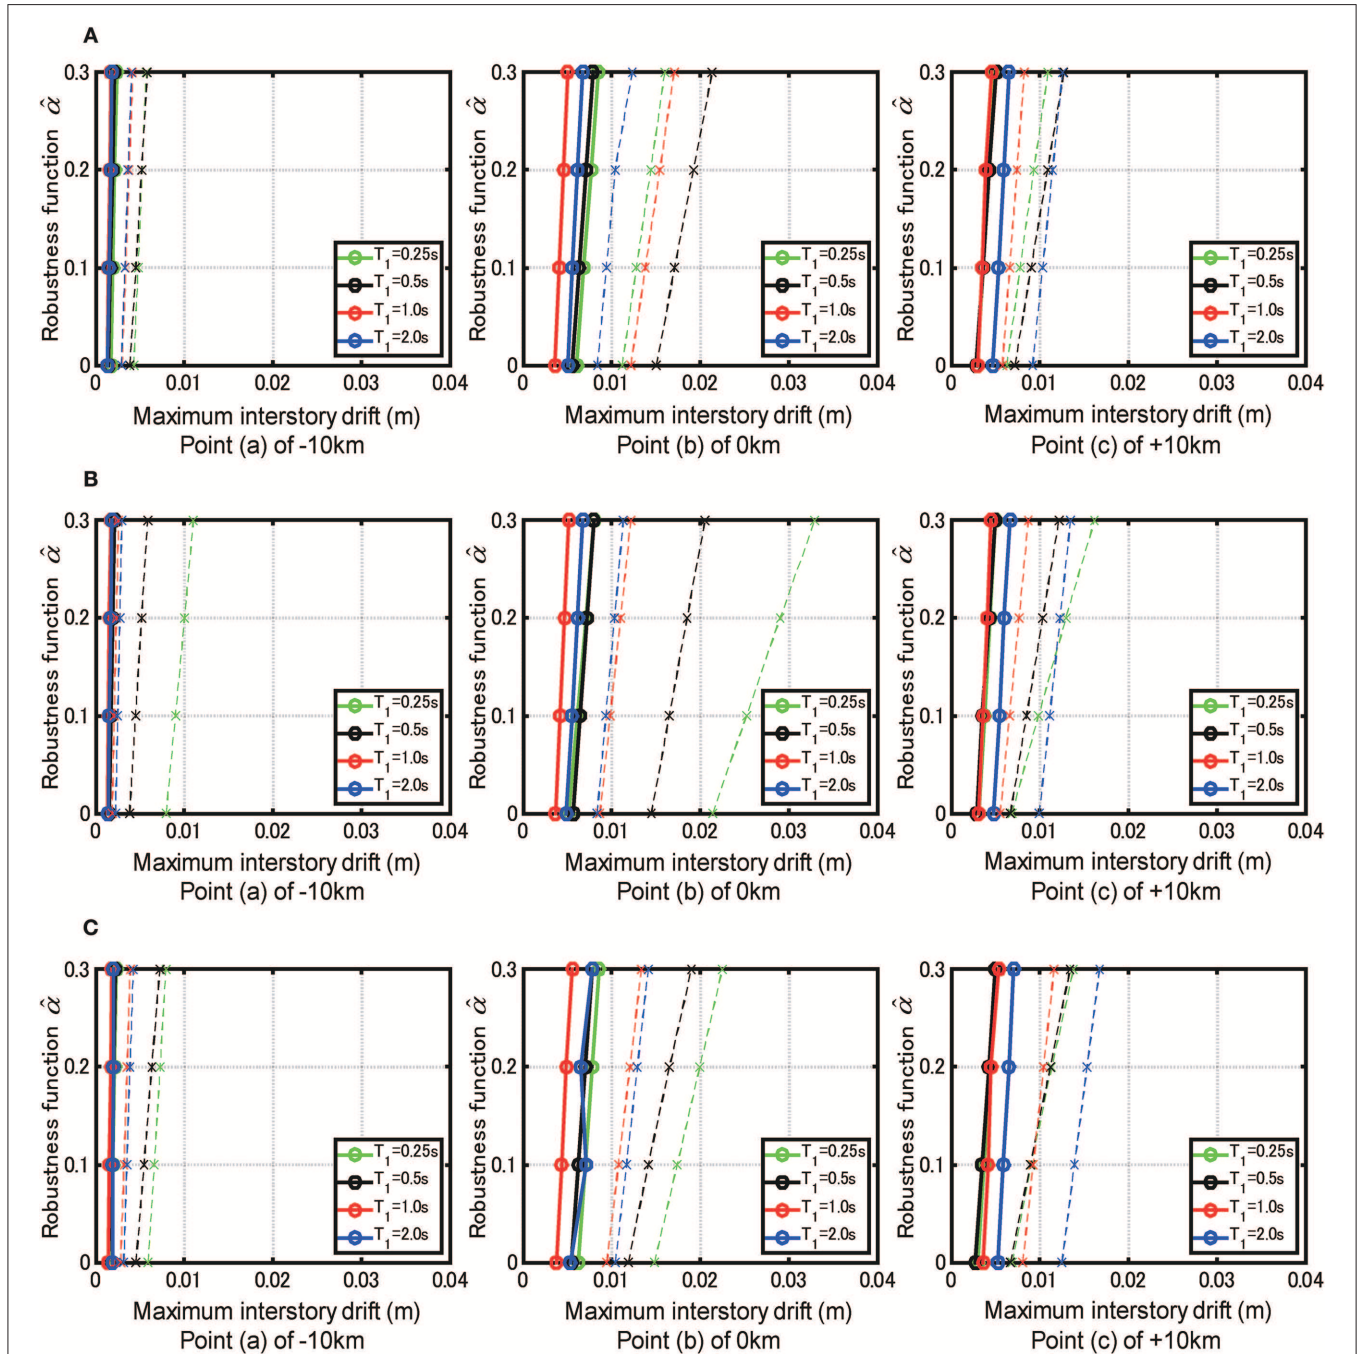 A
Robustness function α̂
0.3
0.2
0.1
0
0 0.01 0.02 0.03 0.04
T1=0.25s
T1=0.5s
T1=1.0s
T1=2.0s
Maximum interstory drift (m)
Point (a) of -10km
Robustness function α̂
0.3
0.2
0.1
0
0 0.01 0.02 0.03 0.04
T1=0.25s
T1=0.5s
T1=1.0s
T1=2.0s
Maximum interstory drift (m)
Point (b) of 0km
Robustness function α̂
0.3
0.2
0.1
0
0 0.01 0.02 0.03 0.04
T1=0.25s
T1=0.5s
T1=1.0s
T1=2.0s
Maximum interstory drift (m)
Point (c) of +10km
B
Robustness function α̂
0.3
0.2
0.1
0
0 0.01 0.02 0.03 0.04
T1=0.25s
T1=0.5s
T1=1.0s
T1=2.0s
Maximum interstory drift (m)
Point (a) of -10km
Robustness function α̂
0.3
0.2
0.1
0
0 0.01 0.02 0.03 0.04
T1=0.25s
T1=0.5s
T1=1.0s
T1=2.0s
Maximum interstory drift (m)
Point (b) of 0km
Robustness function α̂
0.3
0.2
0.1
0
0 0.01 0.02 0.03 0.04
T1=0.25s
T1=0.5s
T1=1.0s
T1=2.0s
Maximum interstory drift (m)
Point (c) of +10km
C
Robustness function α̂
0.3
0.2
0.1
0
0 0.01 0.02 0.03 0.04
T1=0.25s
T1=0.5s
T1=1.0s
T1=2.0s
Maximum interstory drift (m)
Point (a) of -10km
Robustness function α̂
0.3
0.2
0.1
0
0 0.01 0.02 0.03 0.04
T1=0.25s
T1=0.5s
T1=1.0s
T1=2.0s
Maximum interstory drift (m)
Point (b) of 0km
Robustness function α̂
0.3
0.2
0.1
0
0 0.01 0.02 0.03 0.04
T1=0.25s
T1=0.5s
T1=1.0s
T1=2.0s
Maximum interstory drift (m)
Point (c) of +10km